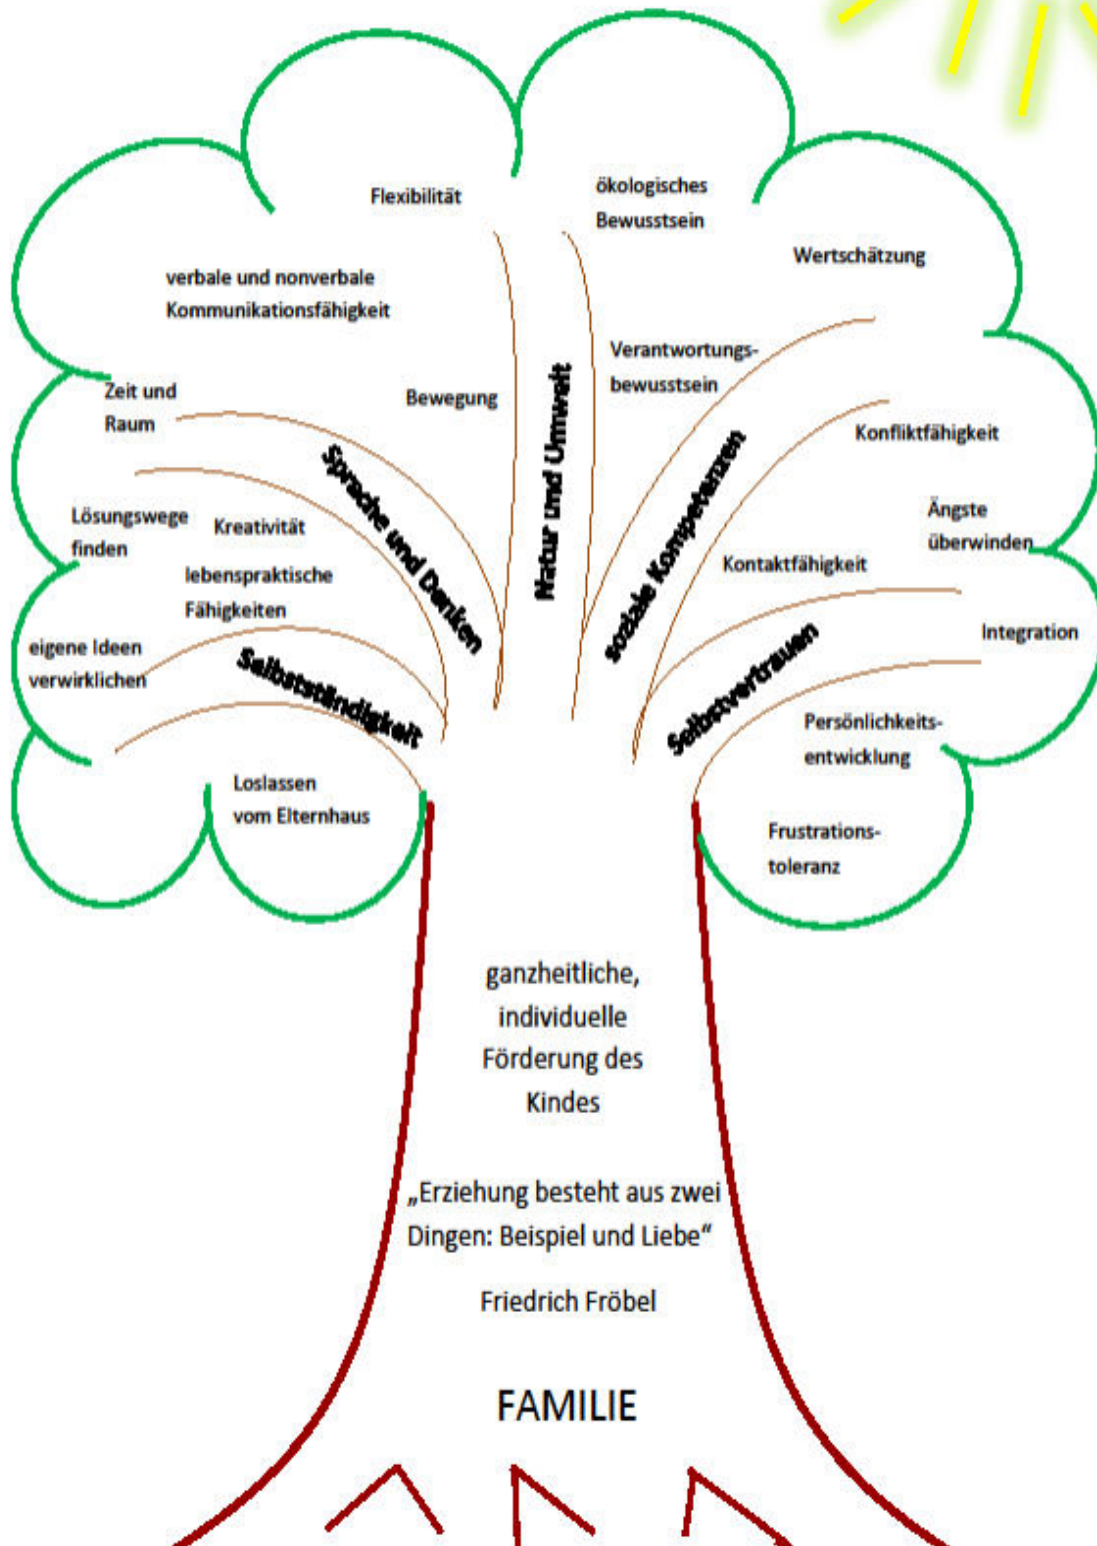 Flexibilität
ökologisches
Bewusstsein
Wertschätzung
verbale und nonverbale
Kommunikationsfähigkeit
Verantwortungs-
bewusstsein
Zeit und
Raum
Bewegung
Natur und Umwelt
Sprache und Denken
soziale Kompetenzen
Konfliktfähigkeit
Lösungswege
finden
Kreativität
Ängste
überwinden
lebenspraktische
Fähigkeiten
Kontaktfähigkeit
eigene Ideen
verwirklichen
Selbstständigkeit
Selbstvertrauen
Integration
Persönlichkeits-
entwicklung
Loslassen
vom Elternhaus
Frustrations-
toleranz
ganzheitliche,
individuelle
Förderung des
Kindes
„Erziehung besteht aus zwei
Dingen: Beispiel und Liebe“
Friedrich Fröbel
FAMILIE